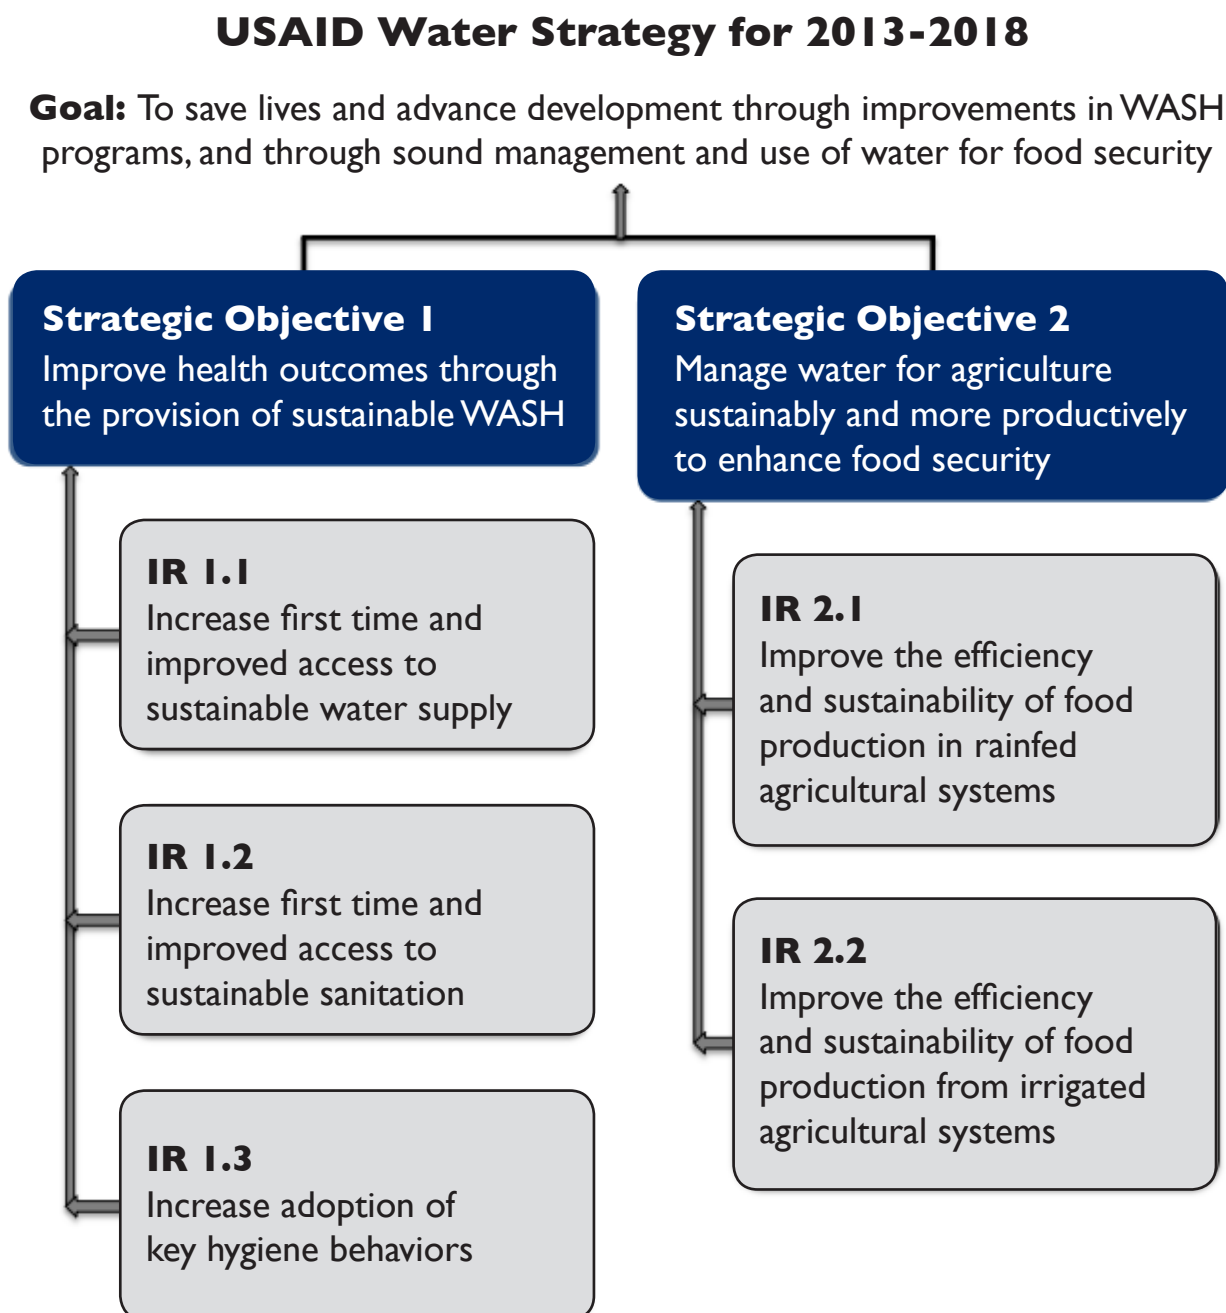 USAID Water Strategy for 2013-2018
Goal: To save lives and advance development through improvements in WASH
programs, and through sound management and use of water for food security
Strategic Objective 1
Improve health outcomes through
the provision of sustainable WASH
IR 1.1
Increase first time and
improved access to
sustainable water supply
IR 1.2
Increase first time and
improved access to
sustainable sanitation
IR 1.3
Increase adoption of
key hygiene behaviors
Strategic Objective 2
Manage water for agriculture
sustainably and more productively
to enhance food security
IR 2.1
Improve the efficiency
and sustainability of food
production in rainfed
agricultural systems
IR 2.2
Improve the efficiency
and sustainability of food
production from irrigated
agricultural systems